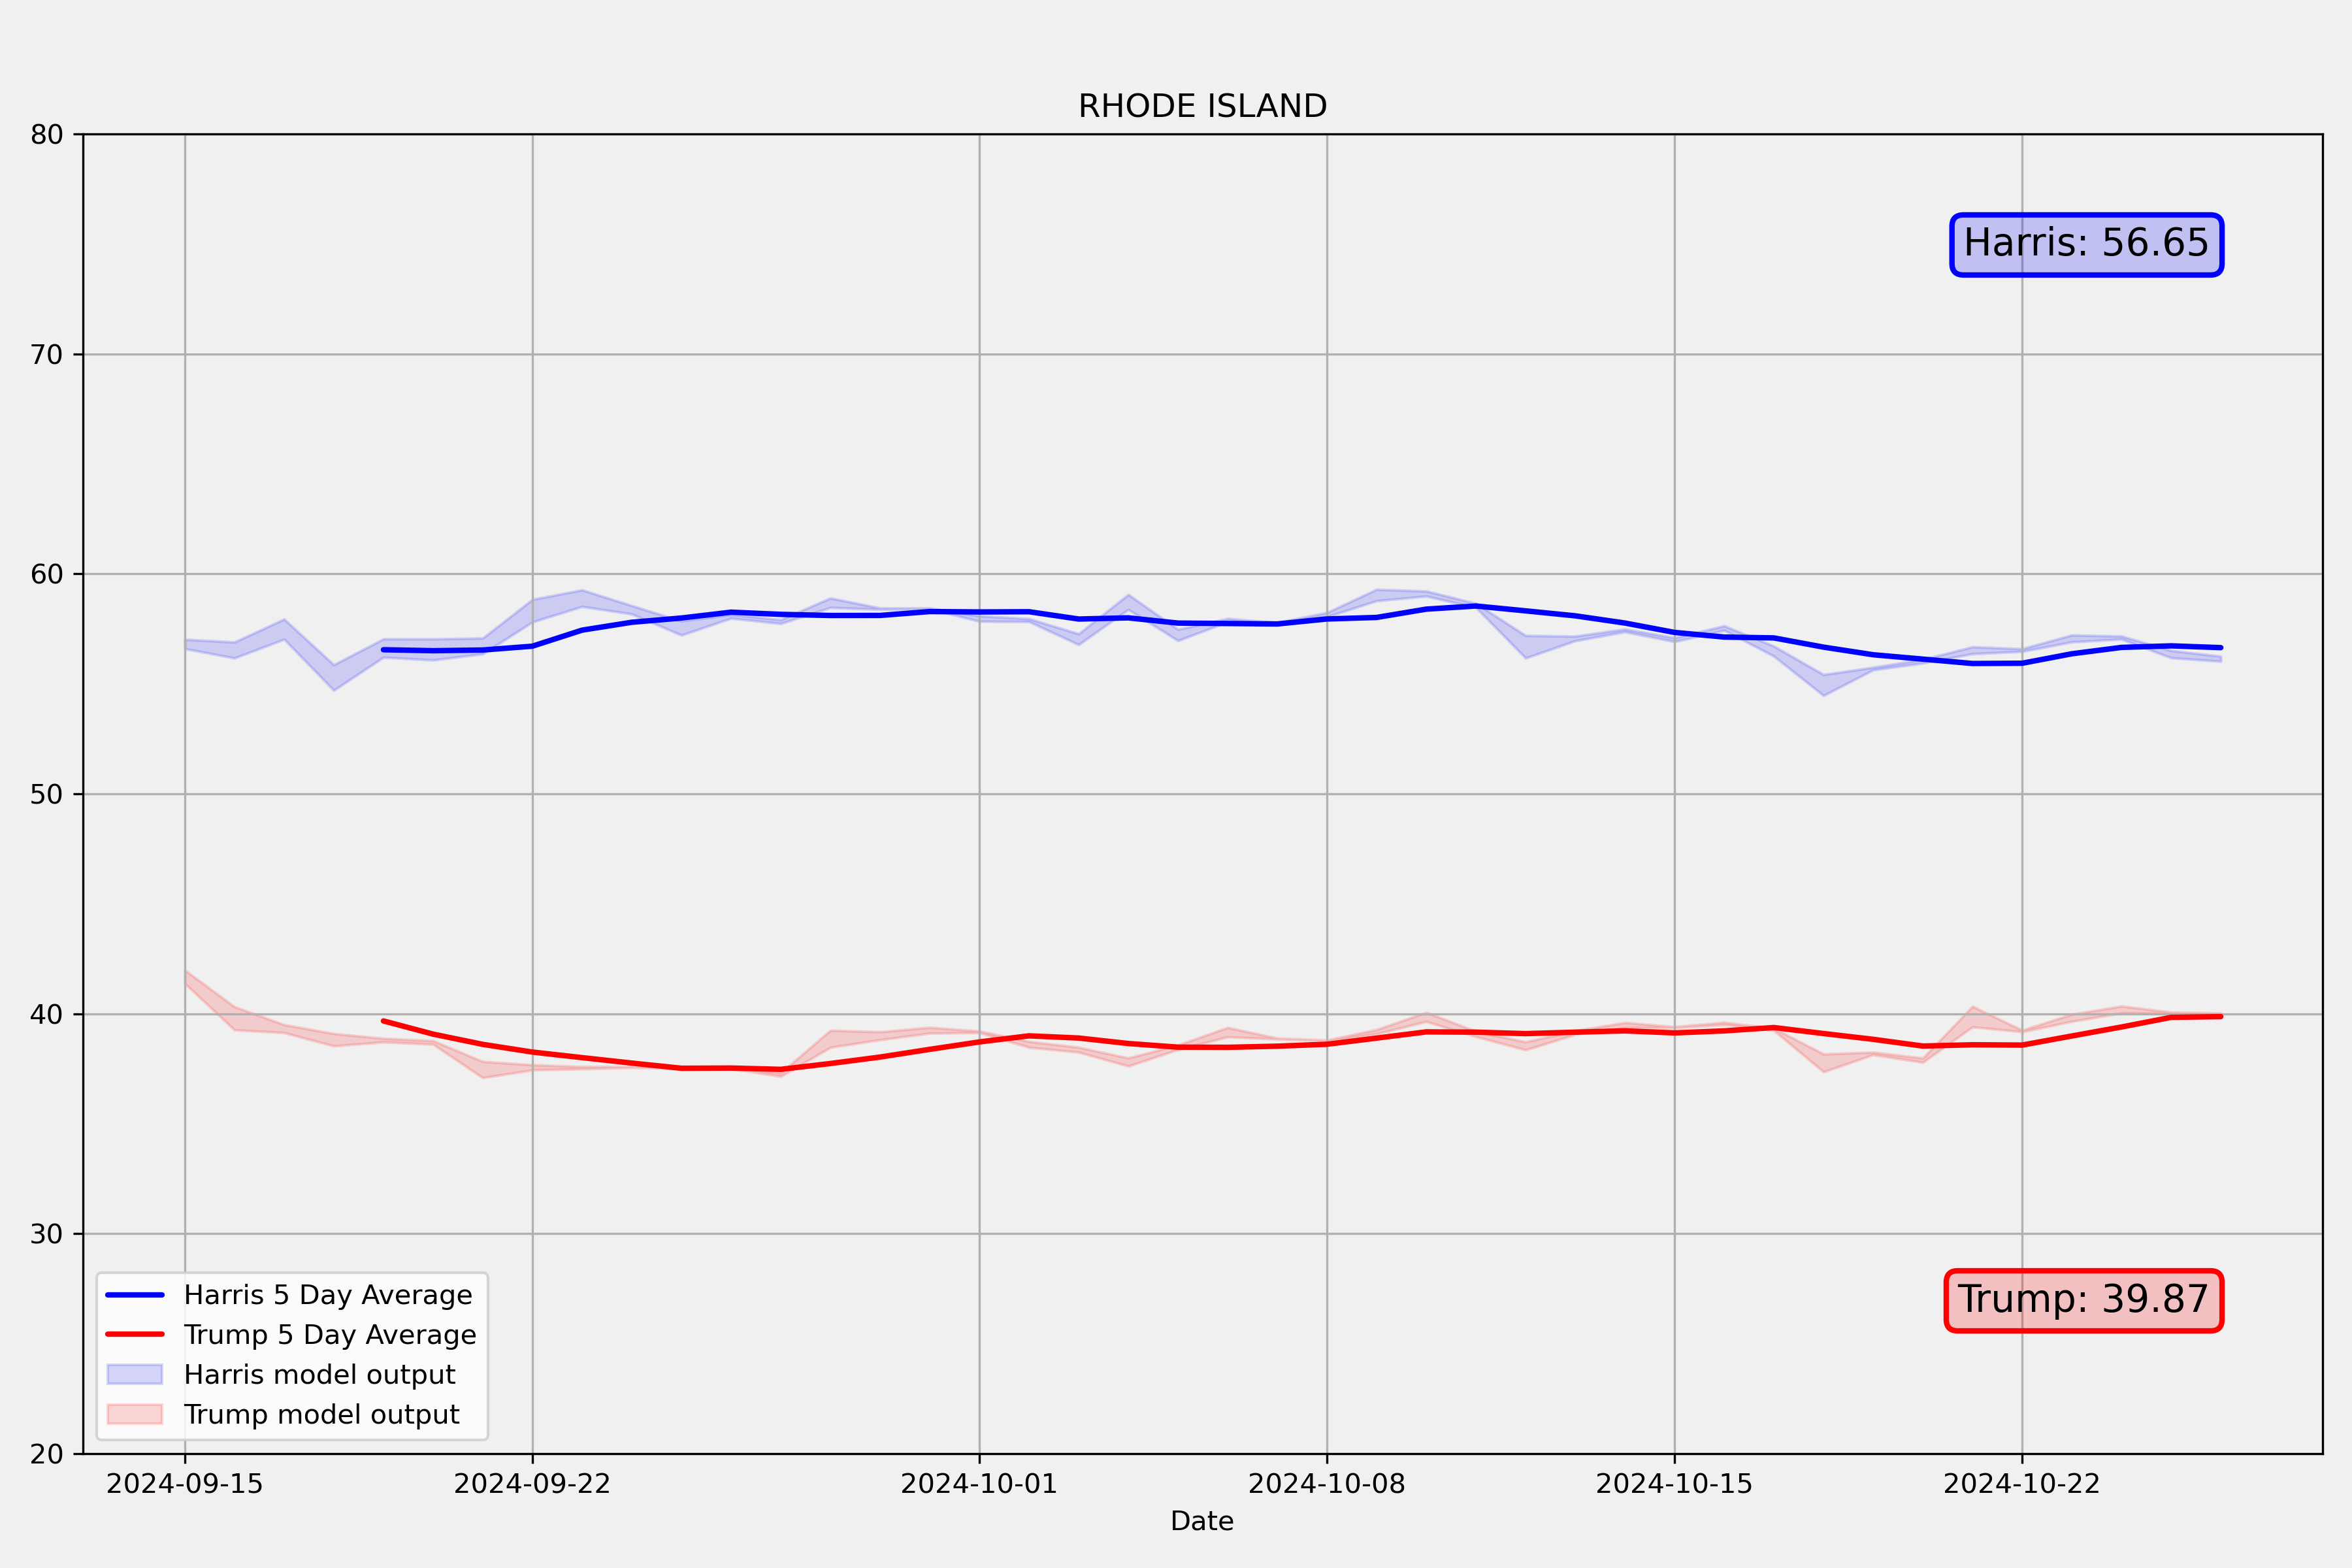 RHODE ISLAND
80
70
60
50
40
30
20
Harris: 56.65
Trump: 39.87
Harris 5 Day Average
Trump 5 Day Average
Harris model output
Trump model output
2024-09-15 2024-09-22 2024-10-01 2024-10-08 2024-10-15 2024-10-22
Date